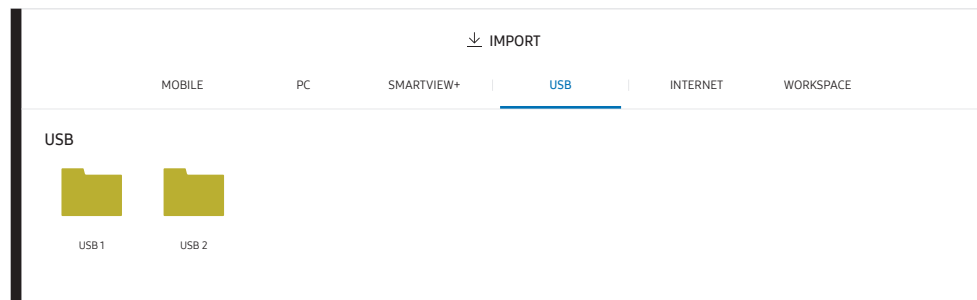 IMPORT
MOBILE PC SMARTVIEW+ USB INTERNET WORKSPACE
USB
USB 1 USB 2